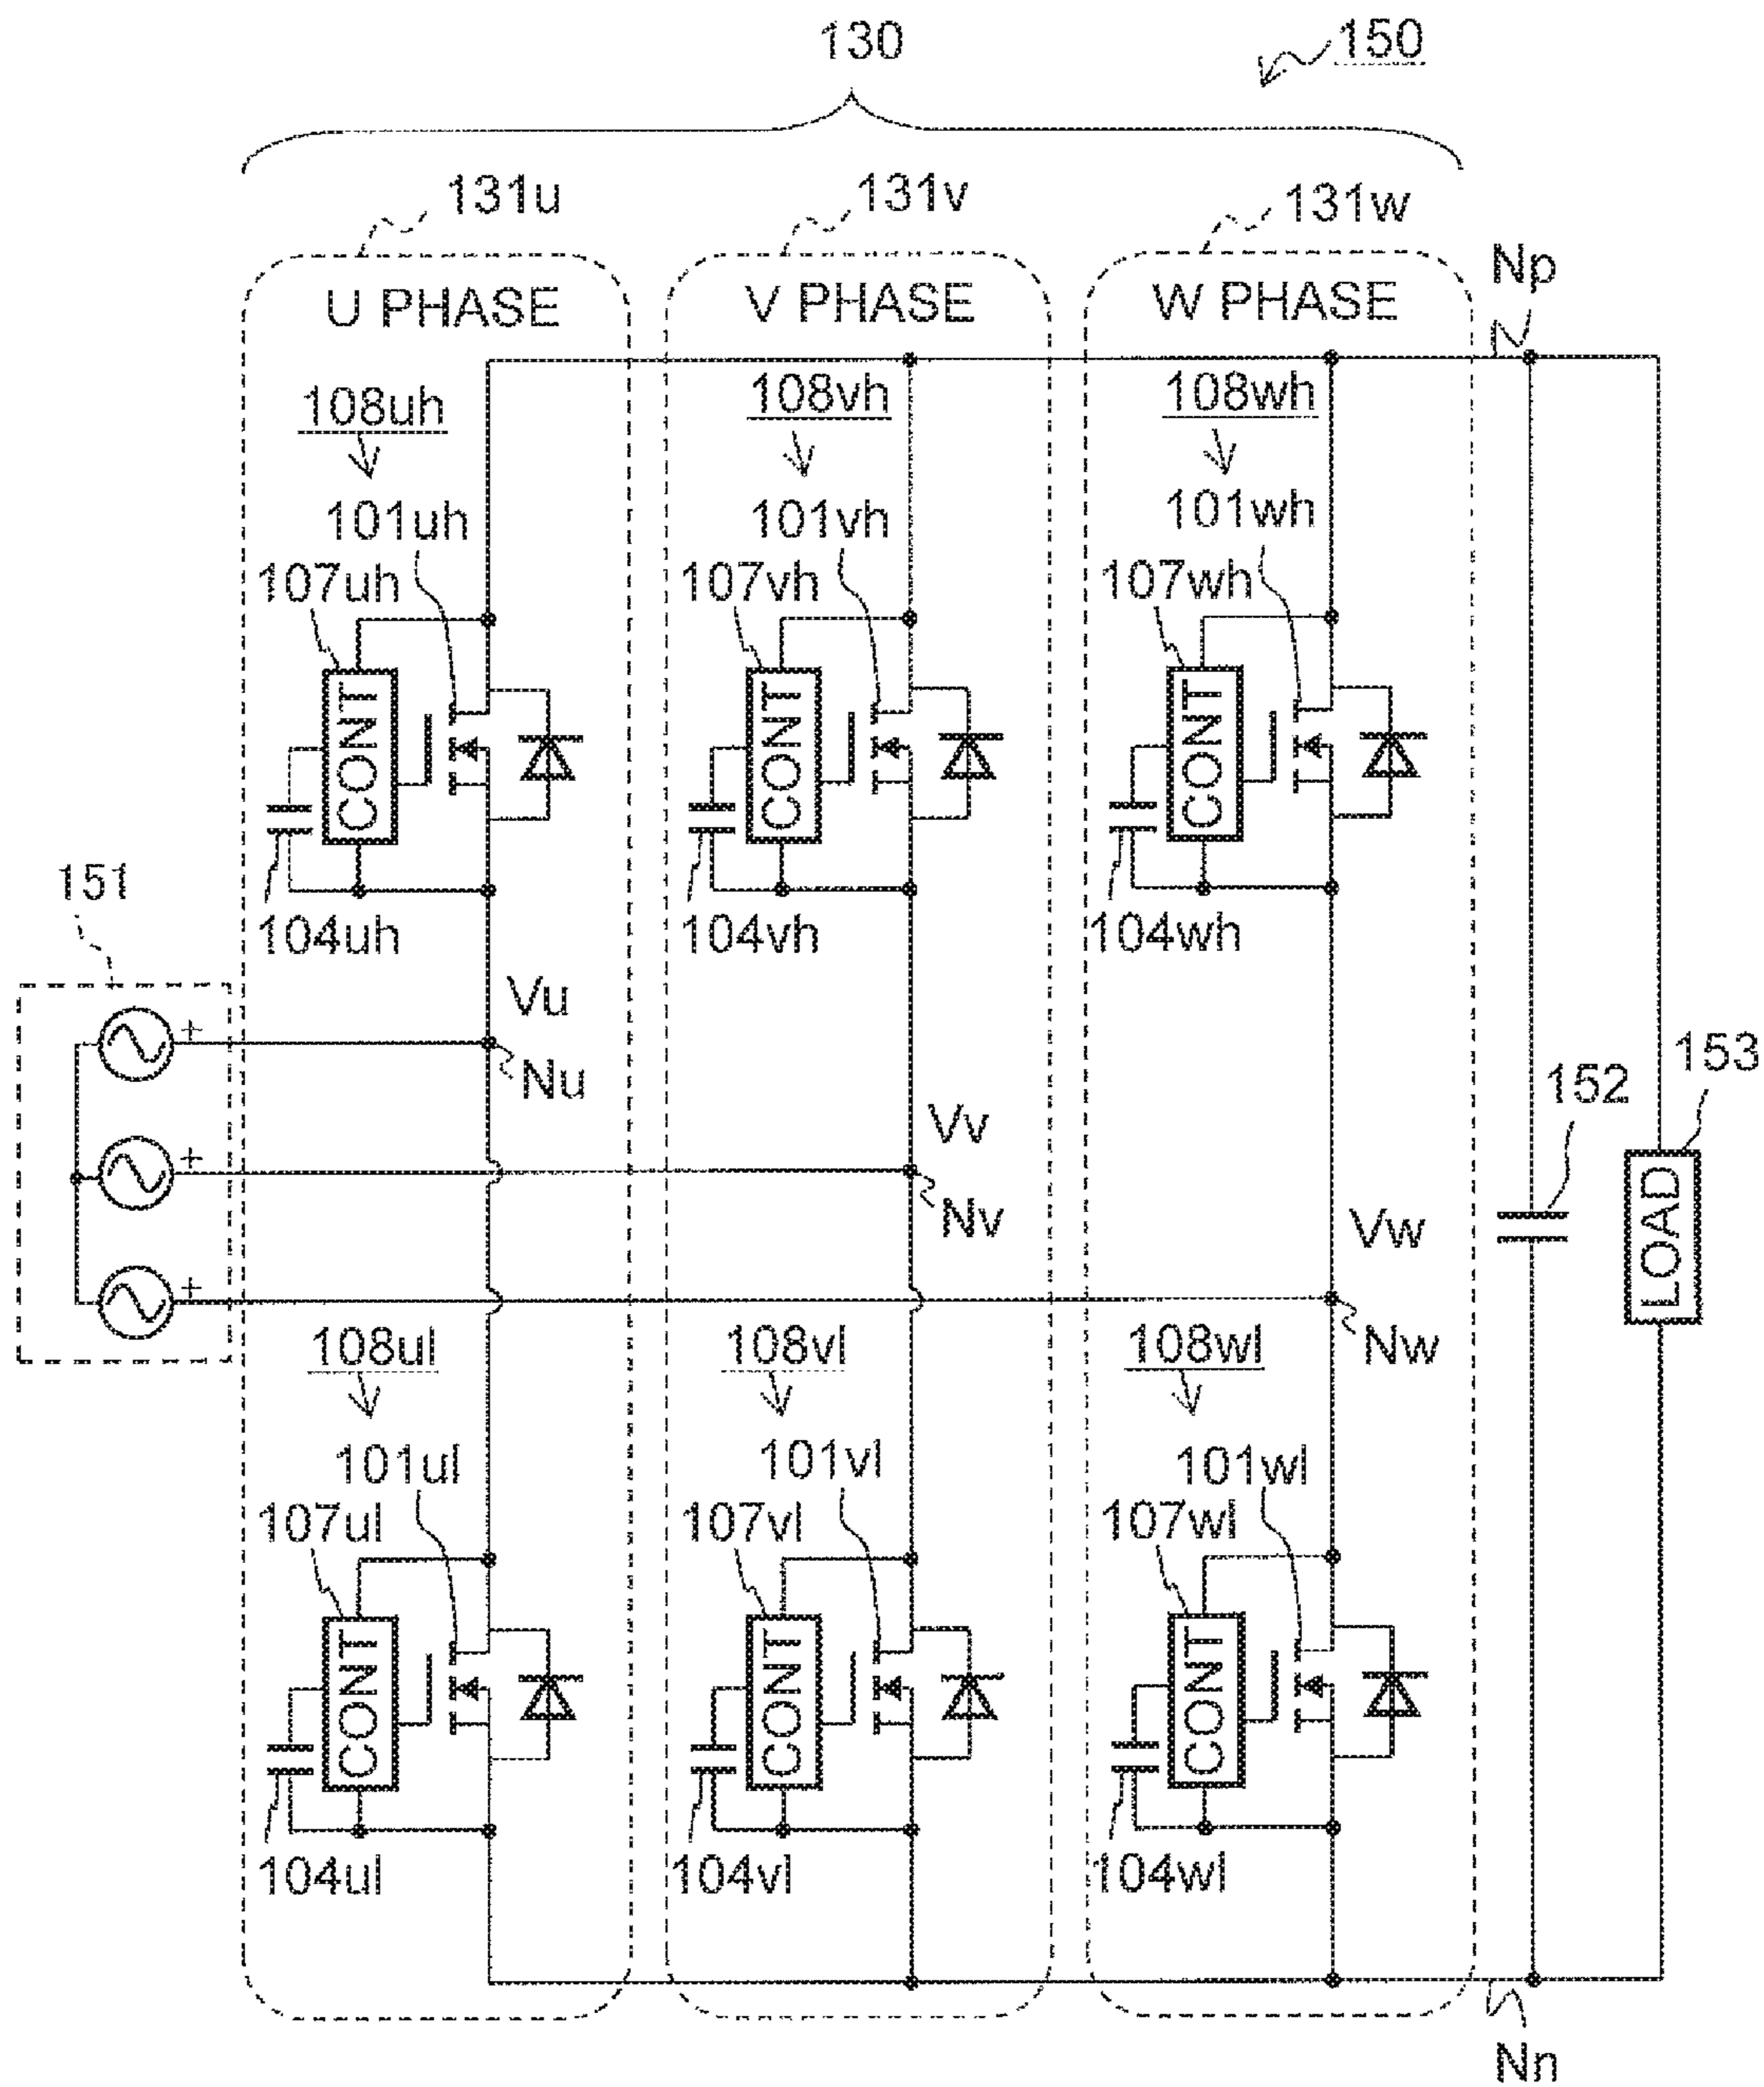 130
150
131u
131v
131w
Np
U PHASE
V PHASE
W PHASE
108uh
108vh
108wh
101uh
101vh
101wh
107uh
107vh
107wh
CONT
CONT
CONT
104uh
104vh
104wh
151
Vu
+
Nu
153
152
Vv
+
Nv
LOAD
Vw
+
Nw
108ul
108vl
108wl
101ul
101vl
101wl
107ul
107vl
107wl
CONT
CONT
CONT
104ul
104vl
104wl
Nn